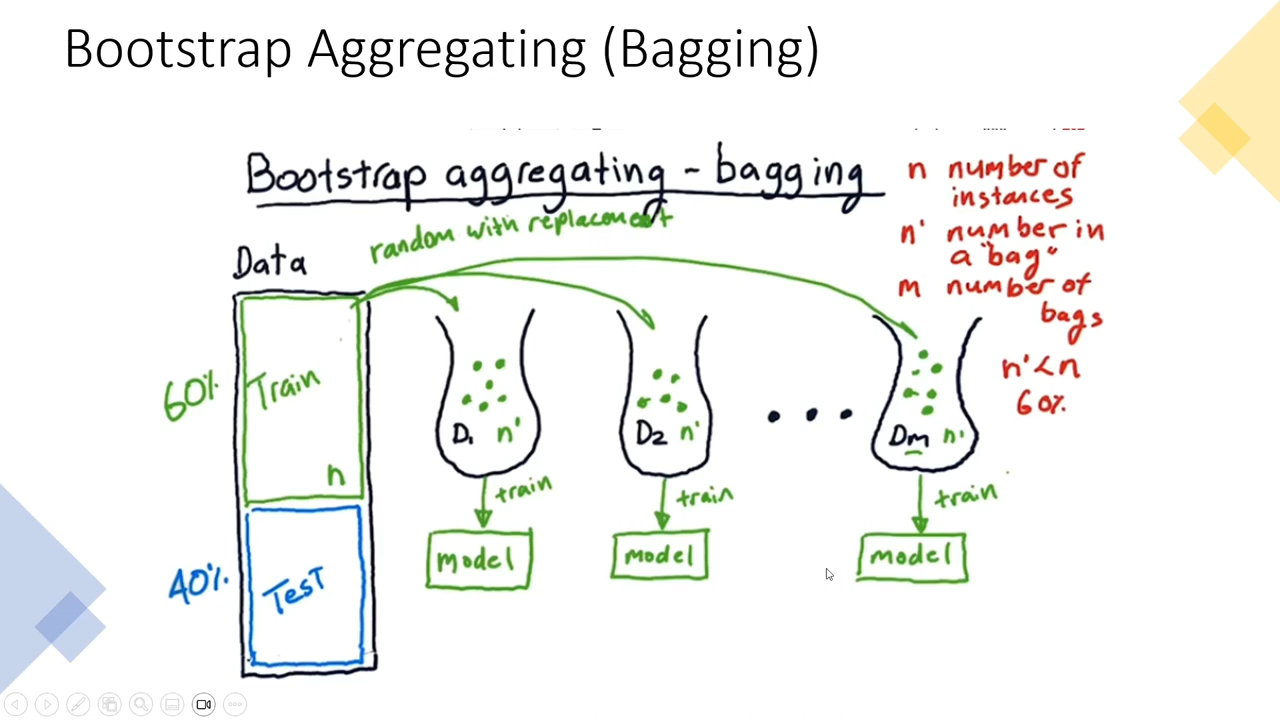 Bootstrap Aggregating (Bagging)
Bootstrap aggregating - bagging
random with replacement
Data
60%
Train
n
40%
Test
D1 n'
D2 n'
Dm n'
train
train
train
model
model
model
n number of
instances
n' number in
a "bag"
m number of
bags
n'<n
60%